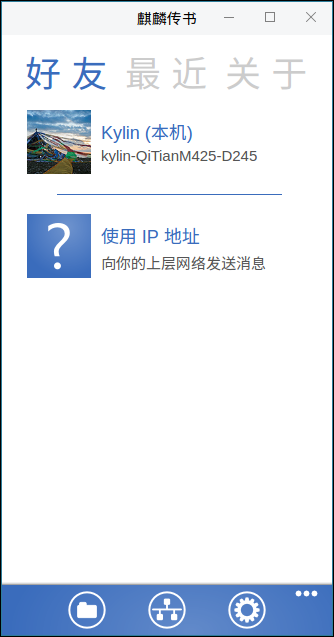 麒麟传书
好友 最近 关于
Kylin (本机)
kylin-QiTianM425-D245
?
使用 IP 地址
向你的上层网络发送消息